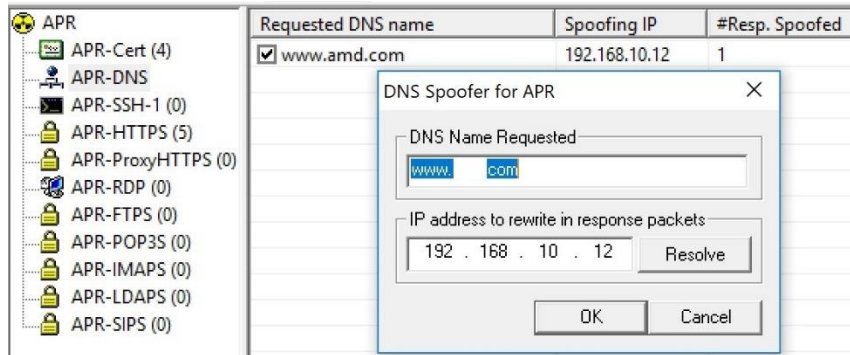 APR
APR-Cert (4)
APR-DNS
APR-SSH-1 (0)
APR-HTTPS (5)
APR-ProxyHTTPS (0)
APR-RDP (0)
APR-FTPS (0)
APR-POP3S (0)
APR-IMAPS (0)
APR-LDAPS (0)
APR-SIPS (0)
Requested DNS name Spoofing IP #Resp. Spoofed
www.amd.com 192.168.10.12 1
DNS Spoofer for APR
DNS Name Requested
www. com
IP address to rewrite in response packets
192 . 168 . 10 . 12 Resolve
OK Cancel